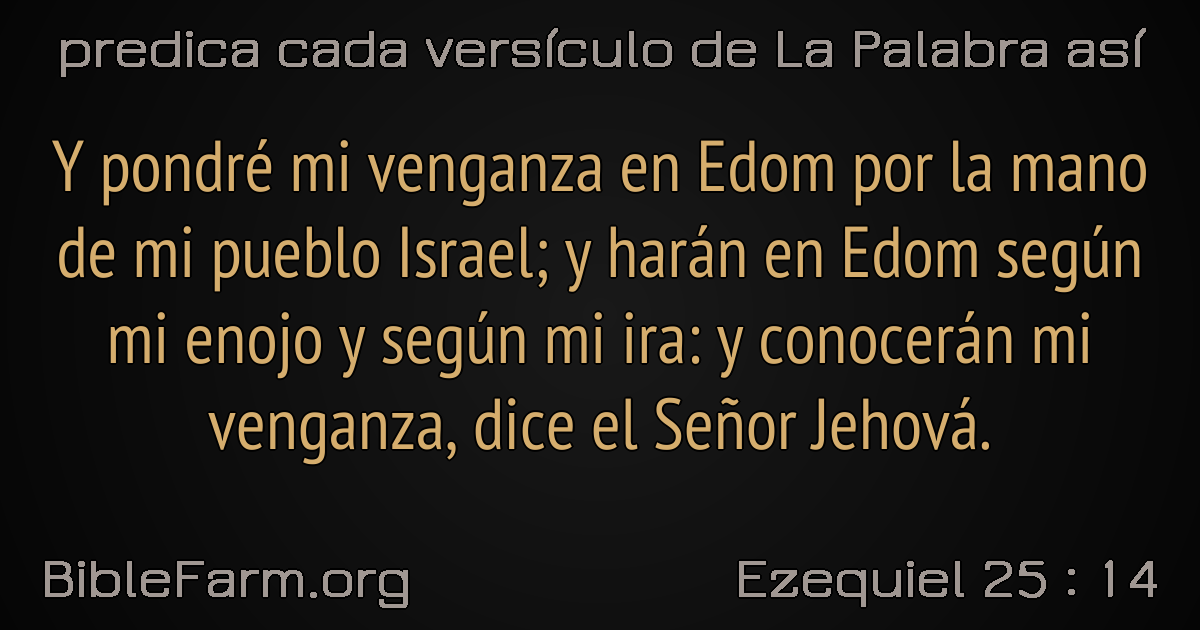 predica cada versículo de La Palabra así
Y pondré mi venganza en Edom por la mano
de mi pueblo Israel; y harán en Edom según
mi enojo y según mi ira: y conocerán mi
venganza, dice el Señor Jehová.
BibleFarm.org
Ezequiel 25 : 14